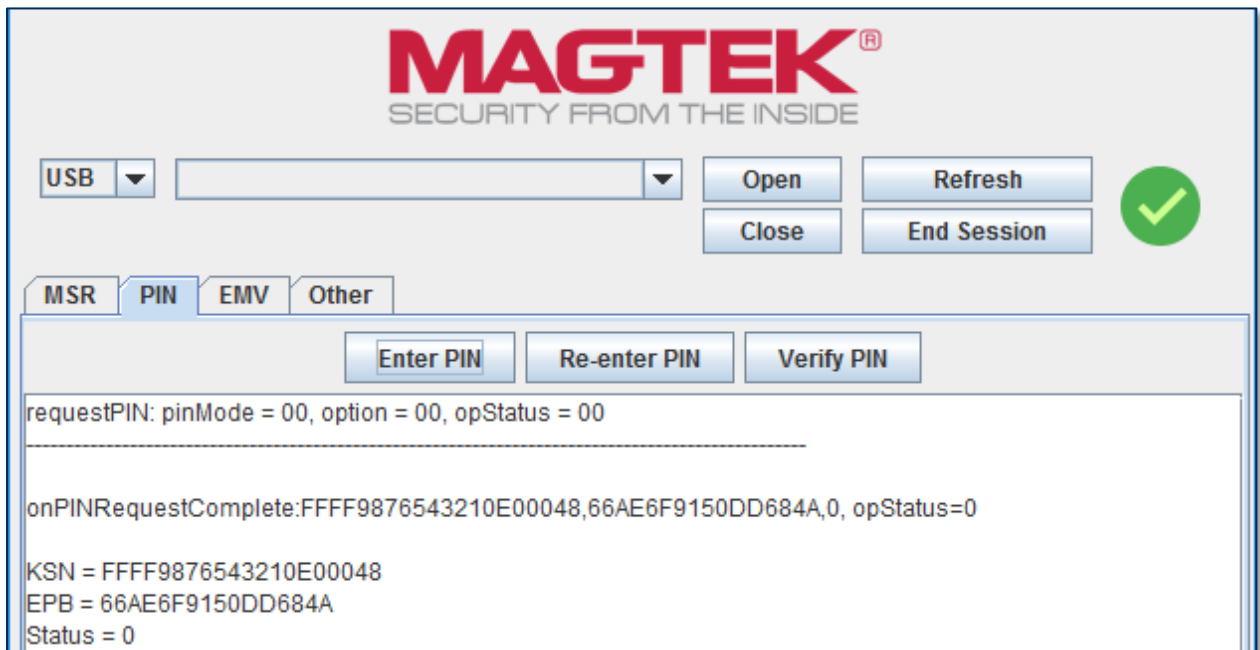 MAGTEK®
SECURITY FROM THE INSIDE
USB Open Refresh
Close End Session
MSR PIN EMV Other
Enter PIN Re-enter PIN Verify PIN
requestPIN: pinMode = 00, option = 00, opStatus = 00
onPINRequestComplete:FFFF9876543210E00048,66AE6F9150DD684A,0, opStatus=0
KSN = FFFF9876543210E00048
EPB = 66AE6F9150DD684A
Status = 0